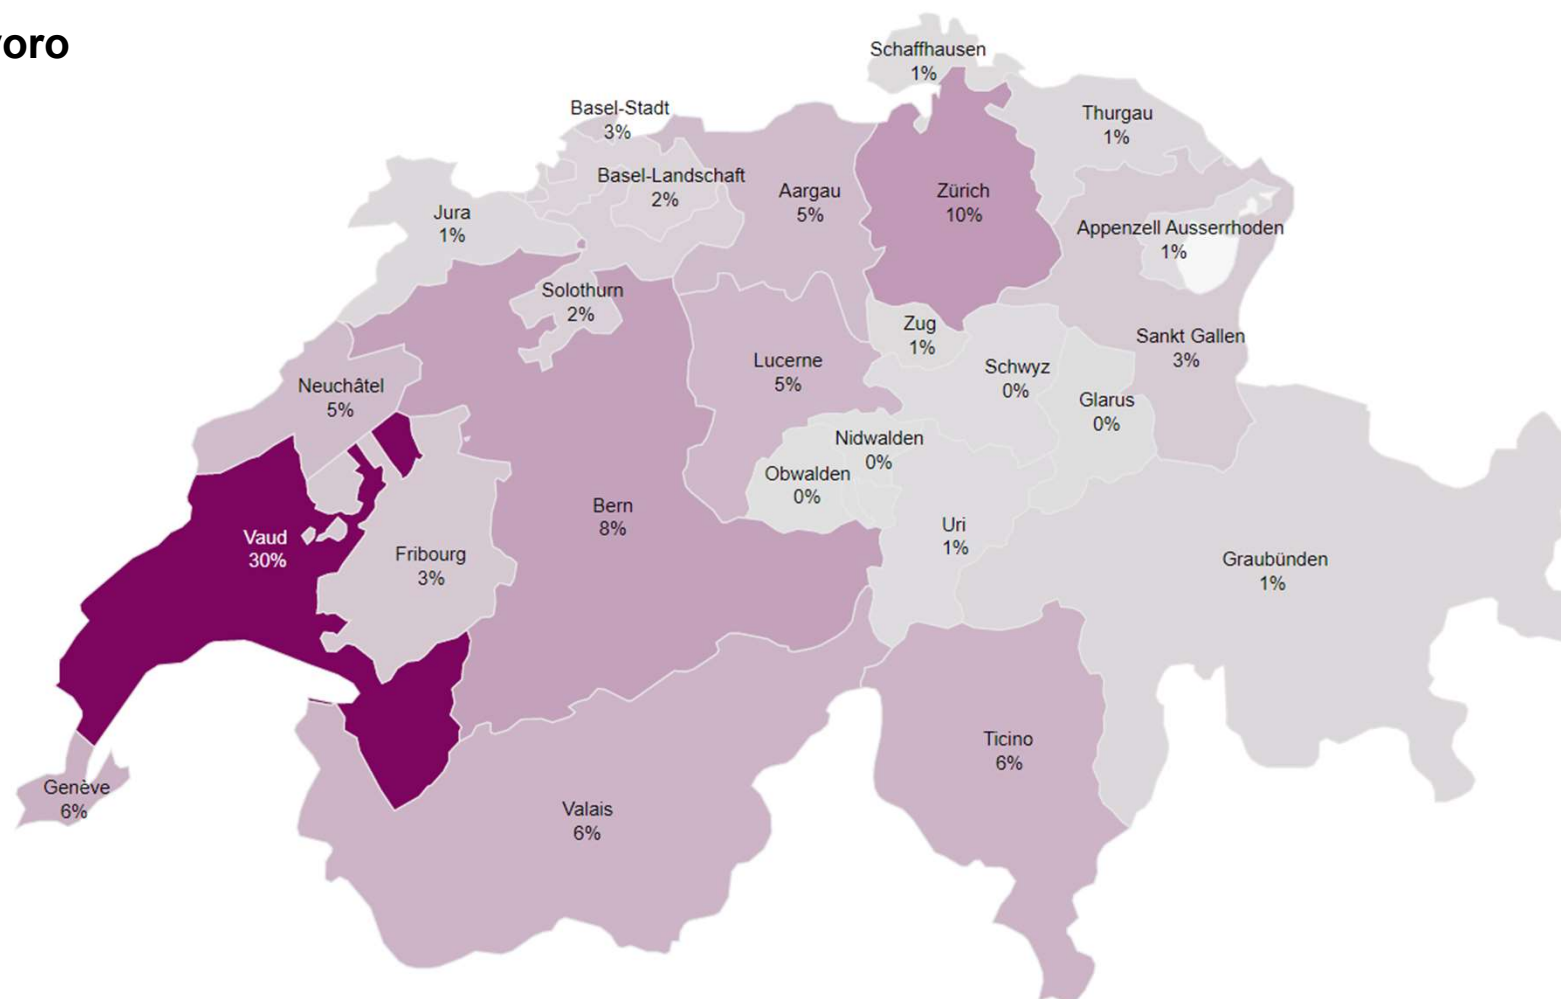 voro
Schaffhausen
1%
Basel-Stadt
3%
Thurgau
1%
Basel-Landschaft
2%
Aargau
5%
Zürich
10%
Jura
1%
Appenzell Ausserrhoden
1%
Solothurn
2%
Zug
1%
Sankt Gallen
3%
Lucerne
5%
Schwyz
0%
Neuchâtel
5%
Glarus
0%
Nidwalden
0%
Obwalden
0%
Bern
8%
Uri
1%
Vaud
30%
Fribourg
3%
Graubünden
1%
Ticino
6%
Genève
6%
Valais
6%